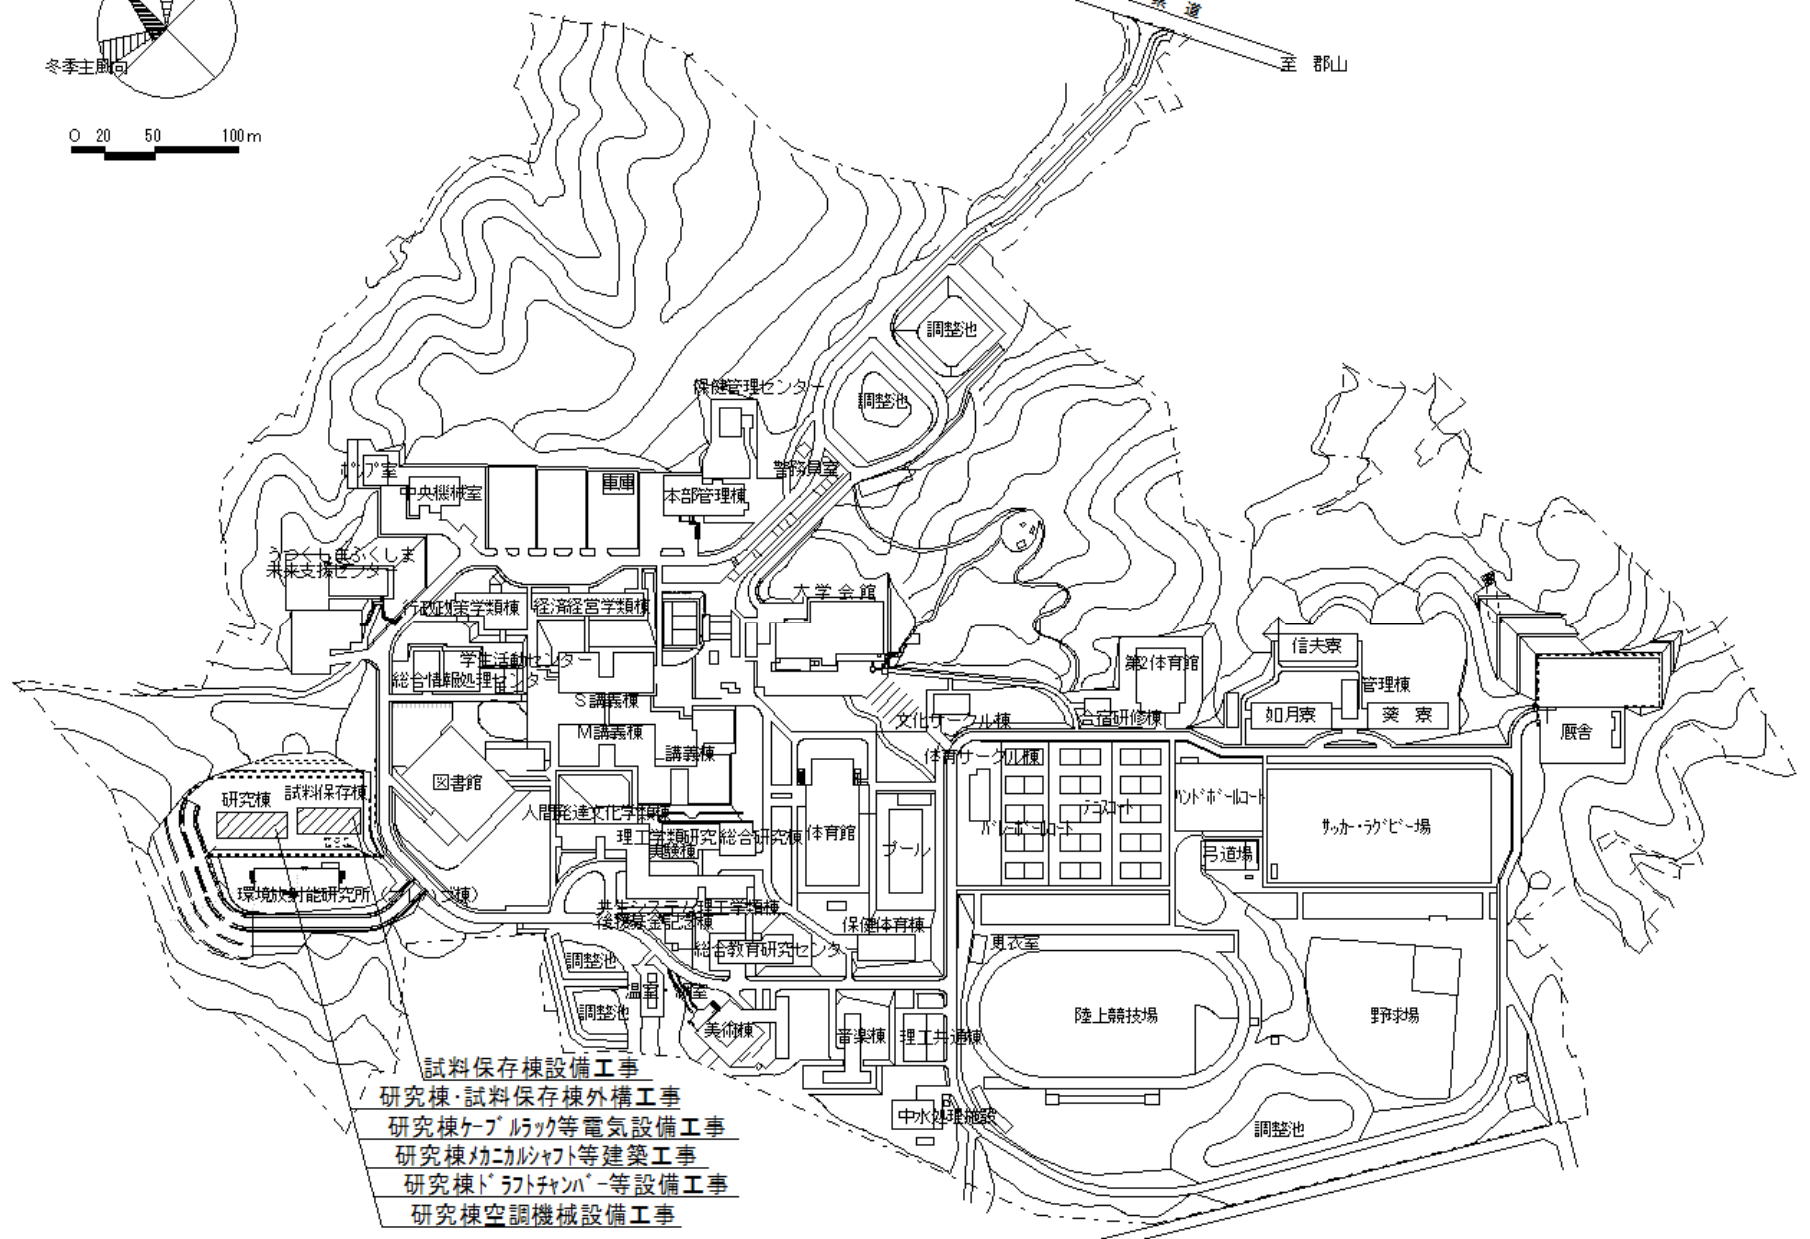 県道
至 郡山
冬季主風向
0 20 50 100m
調整池
調整池
保健管理センター
警務員室
ポンプ室
中央機械室
車庫
本部管理棟
うつくしまふくしま
未来支援センター
大学会館
行政政策学類棟
経済経営学類棟
学生活動センター
総合情報処理センター
S講義棟
M講義棟
講義棟
第2体育館
信夫寮
管理棟
如月寮
葵 寮
文化サークル棟
合宿研修棟
厩舎
体育サークル棟
図書館
研究棟
試料保存棟
人間発達文化学類棟
理工学類研究
実験棟
総合研究棟
体育館
プール
バレーボールコート
テニスコート
ハンドボールコート
サッカー・ラグビー場
弓道場
環境放射能研究所
共生システム理工学類棟
後援募金記念棟
総合教育研究センター
保健体育棟
更衣室
調整池
調整池
温室
美術棟
音楽棟
理工共通棟
陸上競技場
野球場
中水処理施設
調整池
試料保存棟設備工事
研究棟・試料保存棟外構工事
研究棟ケーブルラック等電気設備工事
研究棟メカニカルシャフト等建築工事
研究棟ドラフトチャンバー等設備工事
研究棟空調機械設備工事